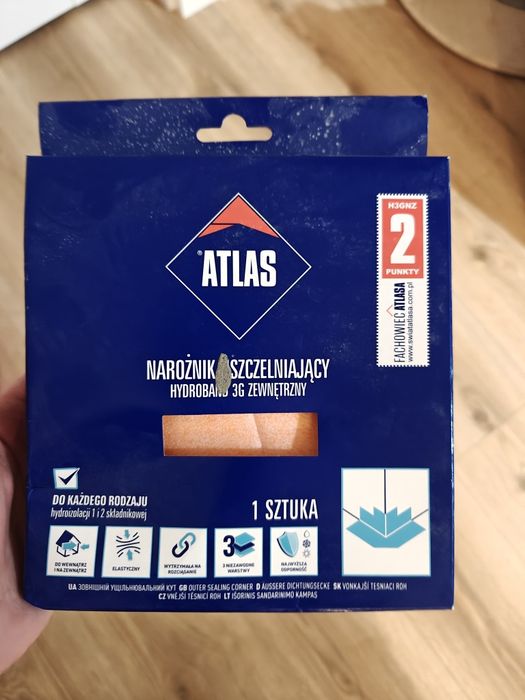 H3GNZ
2
PUNKTY
FACHOWIEC ATLASA
www.swiatatlasa.com.pl
® ATLAS
NAROŻNIK USZCZELNIAJĄCY
HYDROBAND 3G ZEWNĘTRZNY
DO KAŻDEGO RODZAJU
hydroizolacji 1 i 2 składnikowej
1 SZTUKA
DO WEWNĄTRZ
I NA ZEWNĄTRZ
ELASTYCZNY
WYTRZYMAŁA NA
ROZCIĄGANIE
3
3 NIEZAWODNE
WARSTWY
NAJWYŻSZA
ODPORNOŚĆ
UA ЗОВНІШНІЙ УЩІЛЬНЮВАЛЬНИЙ КУТ GB OUTER SEALING CORNER D ÄUSSERE DICHTUNGSECKE SK VONKAJŠÍ TESNIACI ROH
CZ VNĚJŠÍ TĚSNICÍ ROH LT IŠORINIS SANDARINIMO KAMPAS